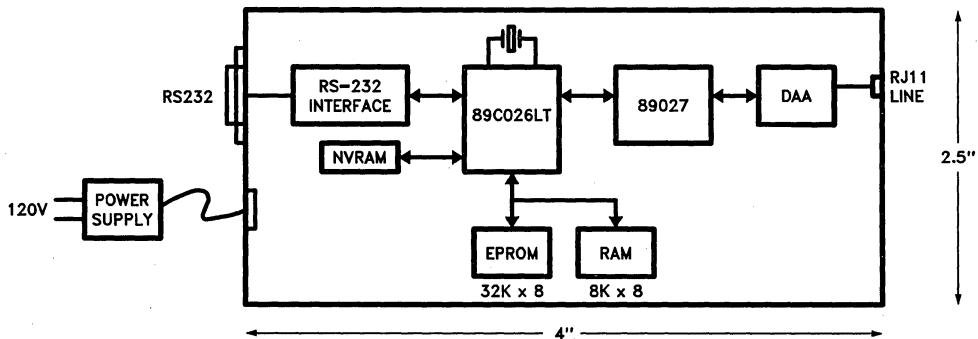 RS232
RS-232
INTERFACE
89C026LT
89027
DAA
RJ11
LINE
NVRAM
2.5"
120V
POWER
SUPPLY
EPROM
RAM
32K x 8
8K x 8
4"